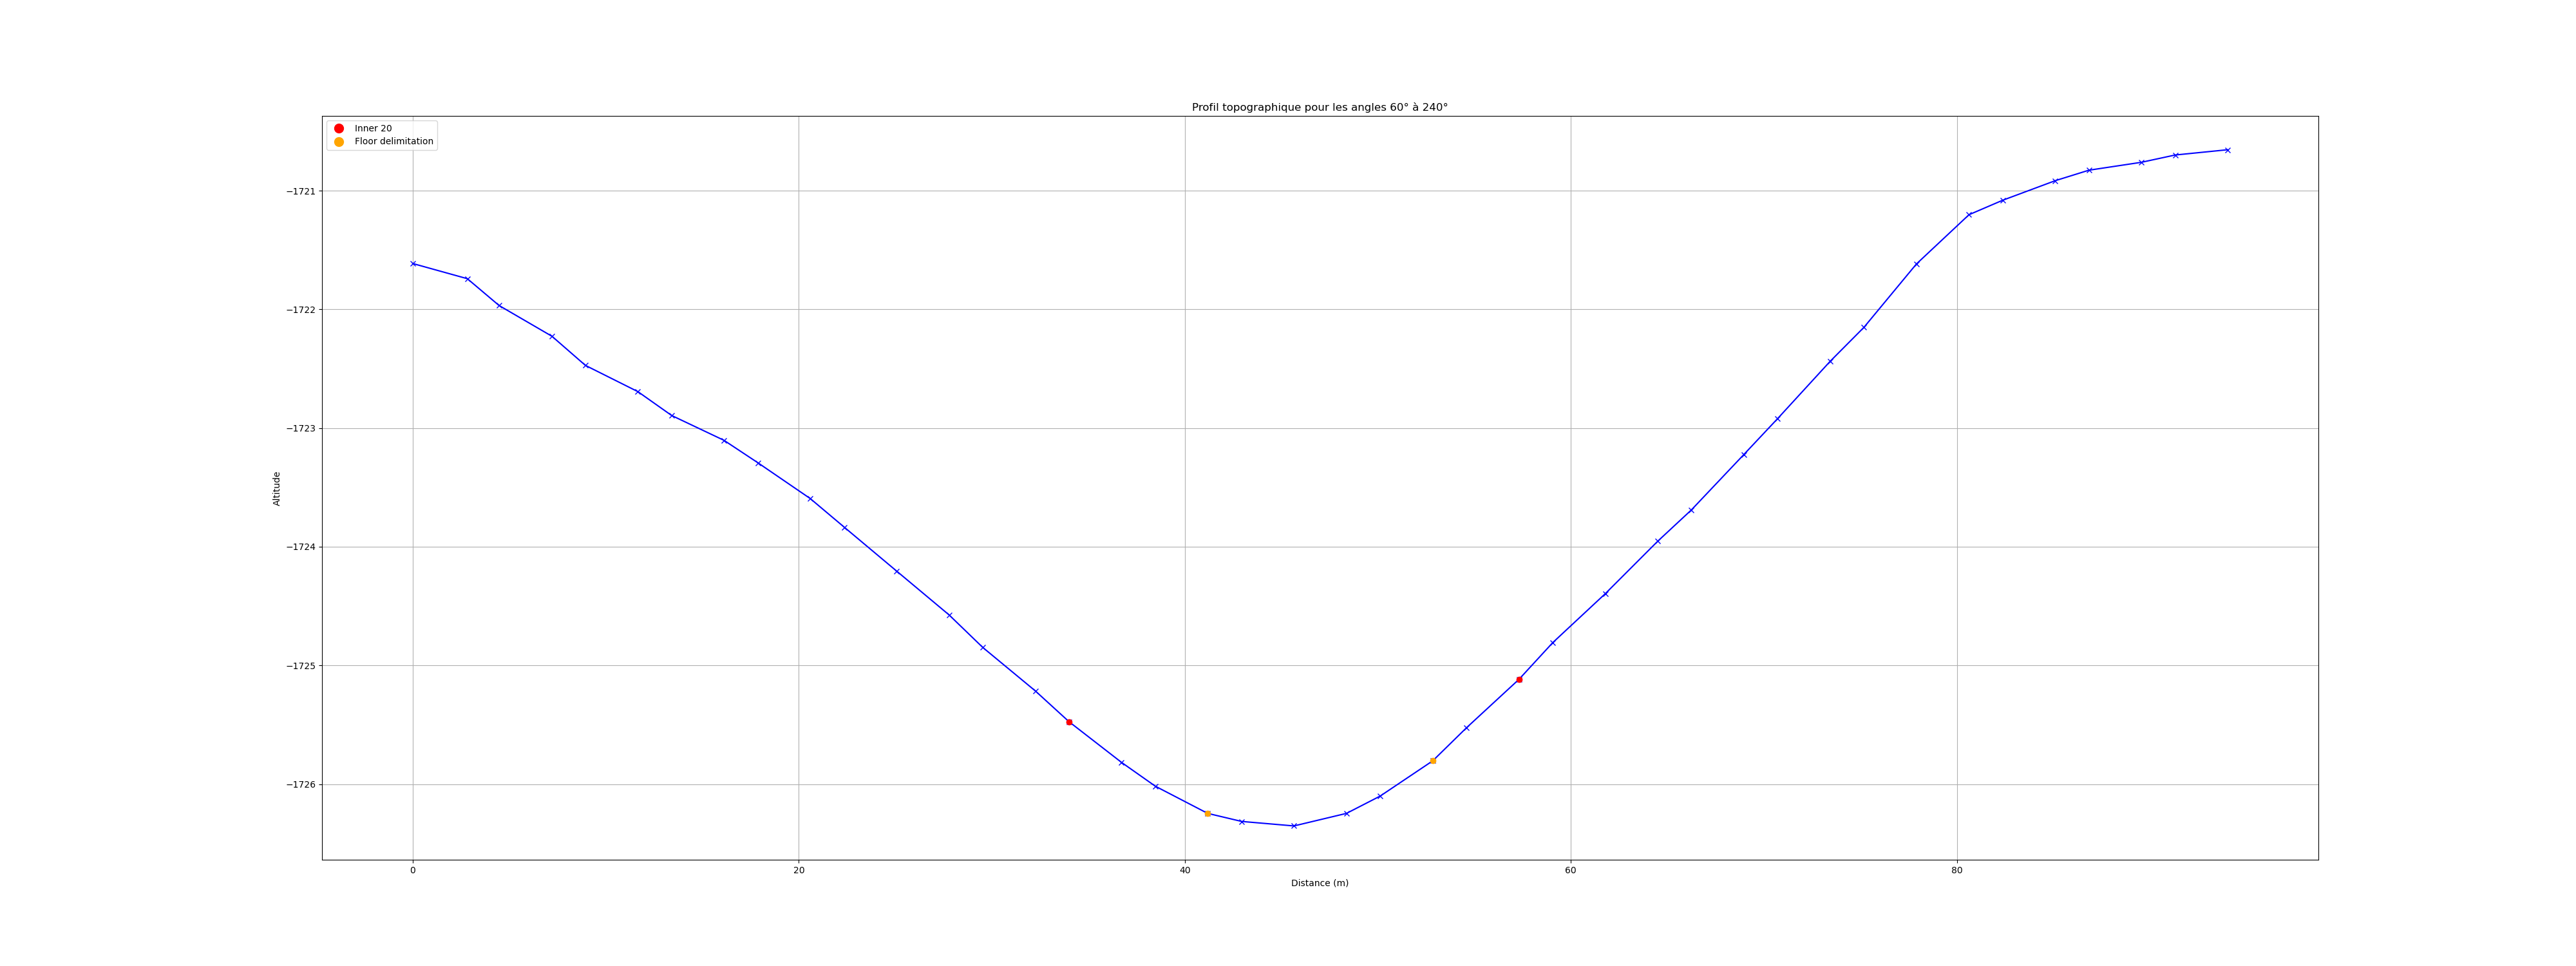 Profil topographique pour les angles 60° à 240°
Inner 20
Floor delimitation
−1721
−1722
−1723
−1724
−1725
−1726
Altitude
0 20 40 60 80
Distance (m)